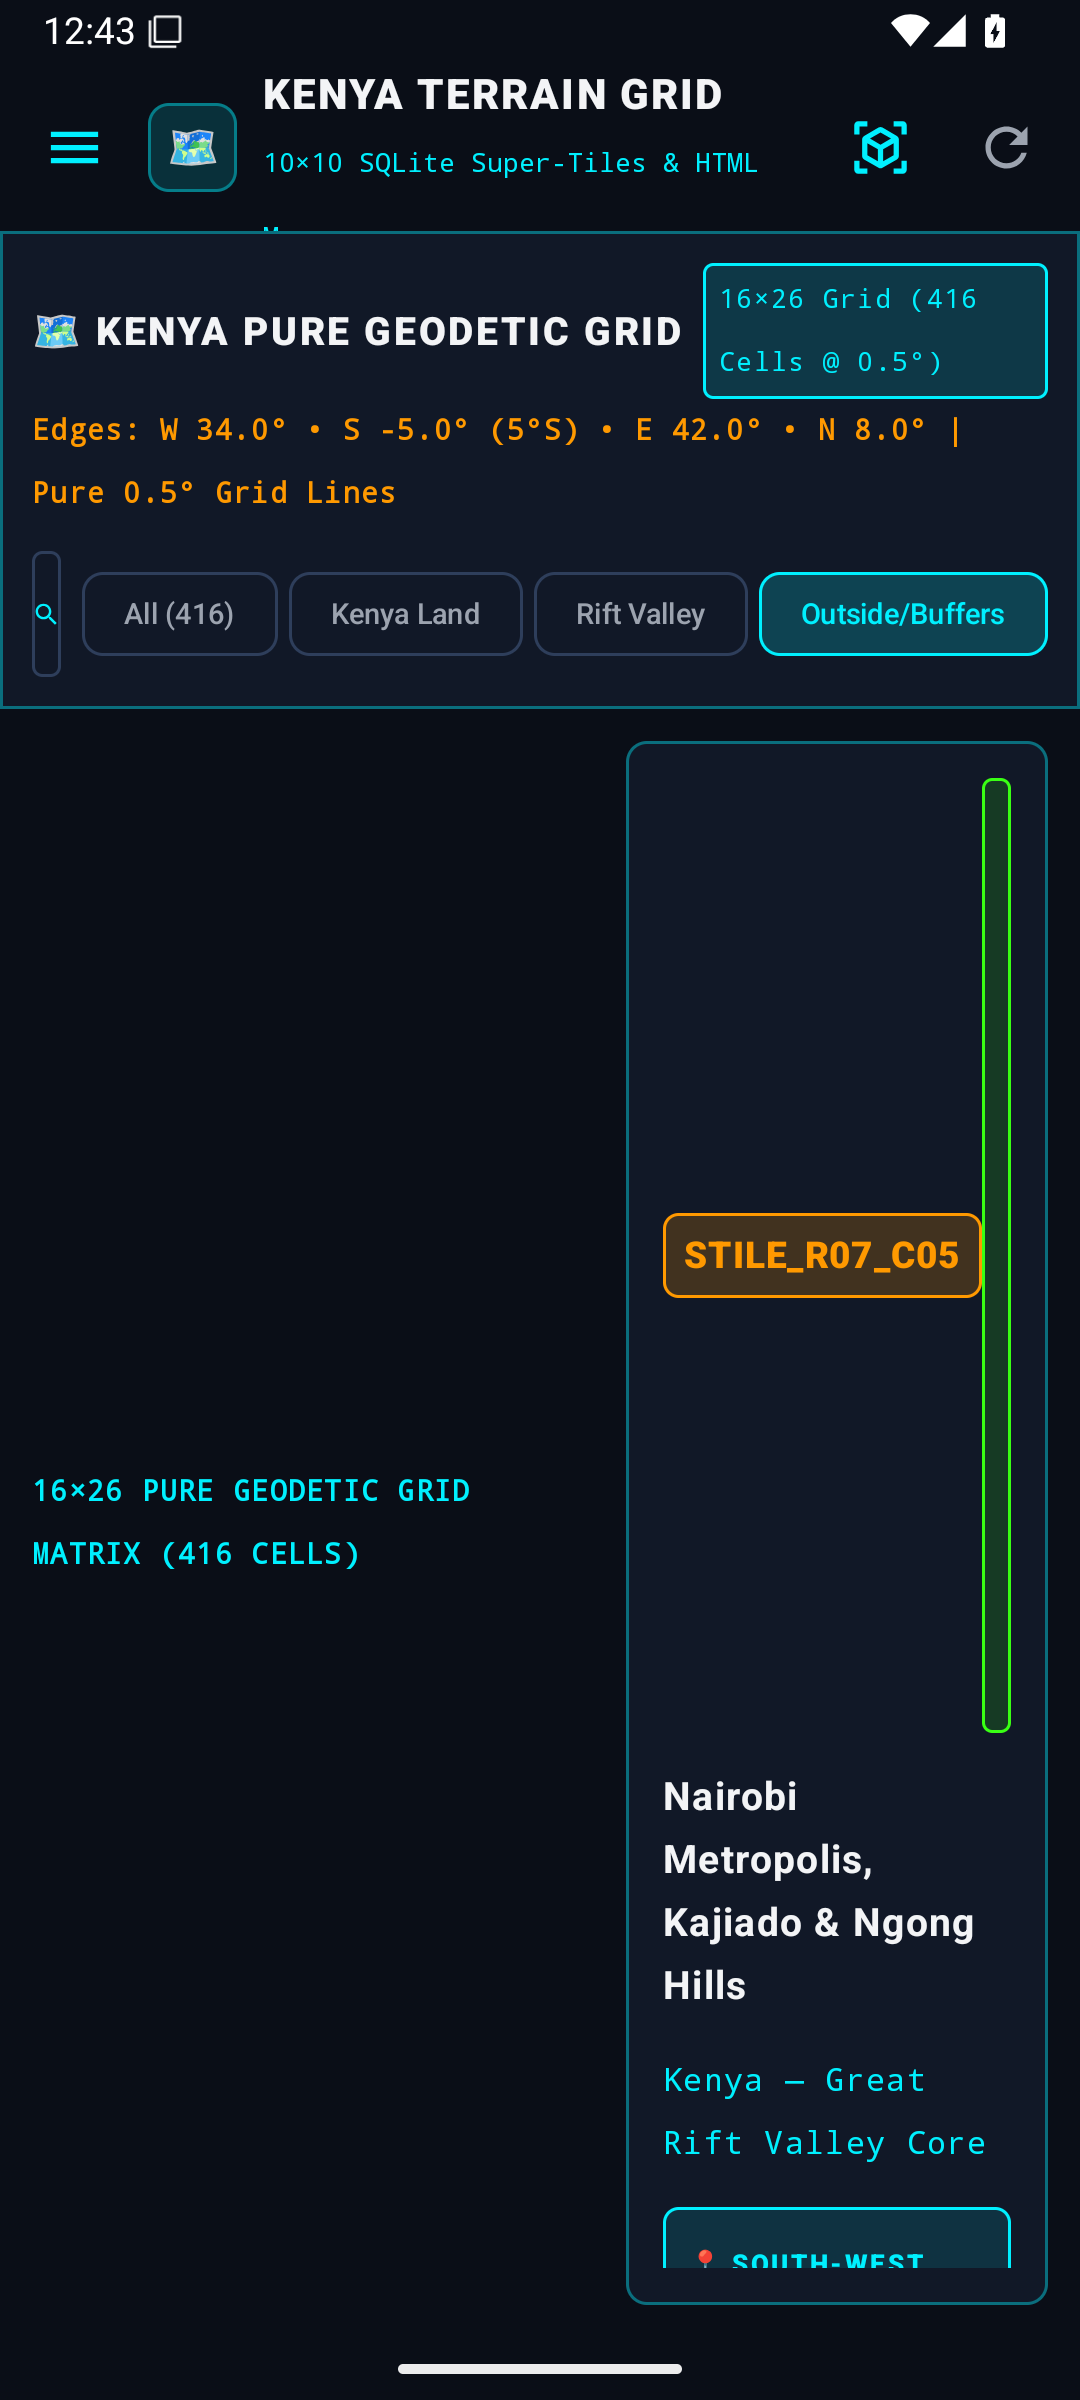 12:43
KENYA TERRAIN GRID
10×10 SQLite Super-Tiles & HTML
KENYA PURE GEODETIC GRID
16×26 Grid (416
Cells @ 0.5°)
Edges: W 34.0° • S -5.0° (5°S) • E 42.0° • N 8.0° |
Pure 0.5° Grid Lines
All (416)
Kenya Land
Rift Valley
Outside/Buffers
STILE_R07_C05
16×26 PURE GEODETIC GRID
MATRIX (416 CELLS)
Nairobi
Metropolis,
Kajiado & Ngong
Hills
Kenya — Great
Rift Valley Core
SOUTH-WEST